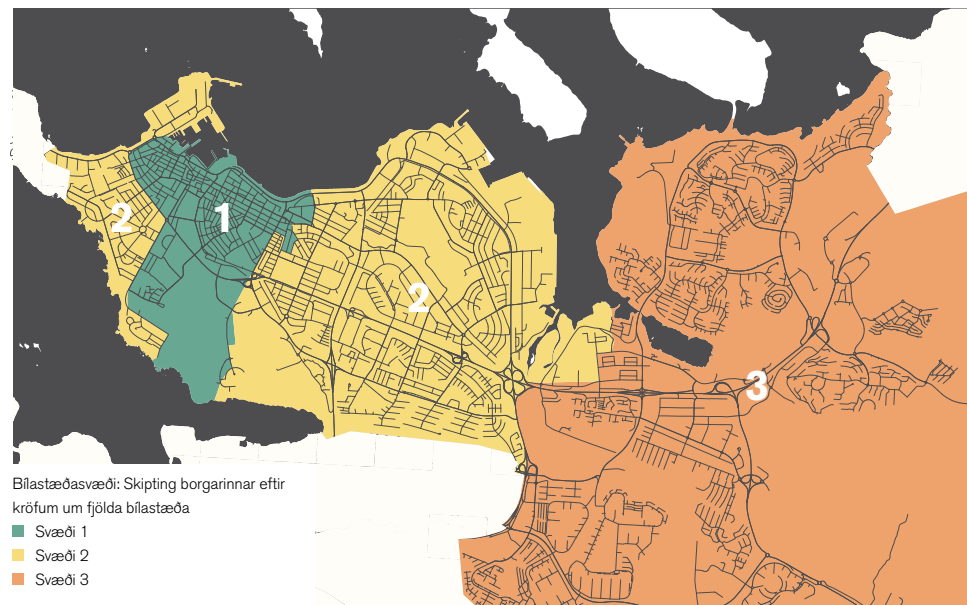 2
1
2
3
Bílastæðasvæði: Skipting borgarinnar eftir
kröfum um fjölda bílastæða
Svæði 1
Svæði 2
Svæði 3